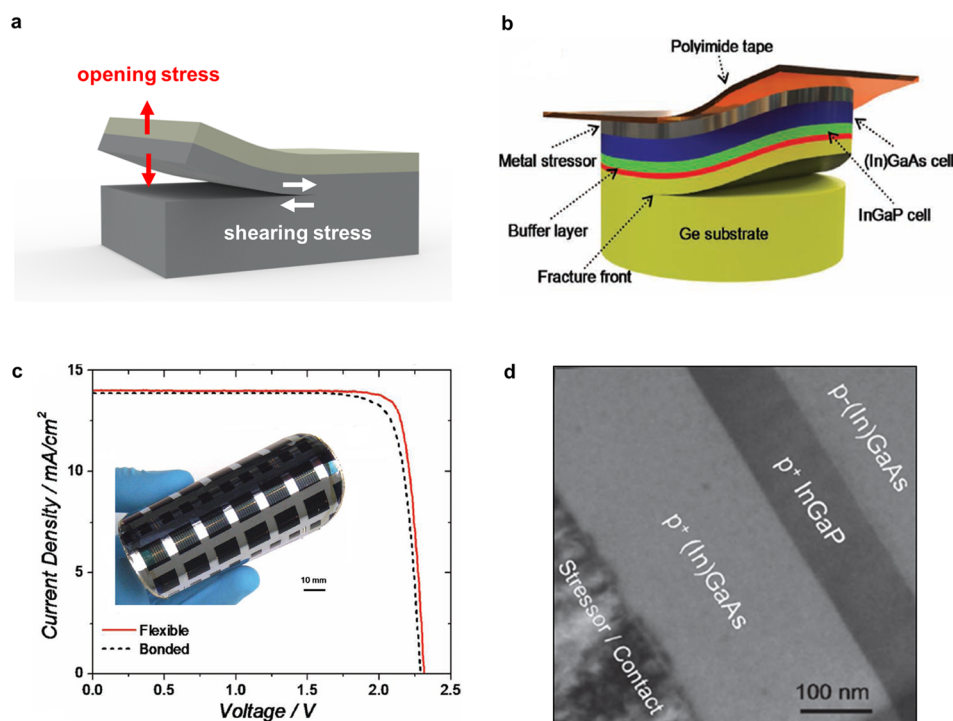 a
opening stress
shearing stress
b
Polyimide tape
Metal stressor
(In)GaAs cell
InGaP cell
Buffer layer
Ge substrate
Fracture front
c
Current Density / mA/cm²
15
10
5
0
10 mm
Flexible
Bonded
0.0
0.5
1.0
1.5
2.0
2.5
Voltage / V
d
p-(In)GaAs
p⁺ InGaP
p⁺ (In)GaAs
Stressor / Contact
100 nm